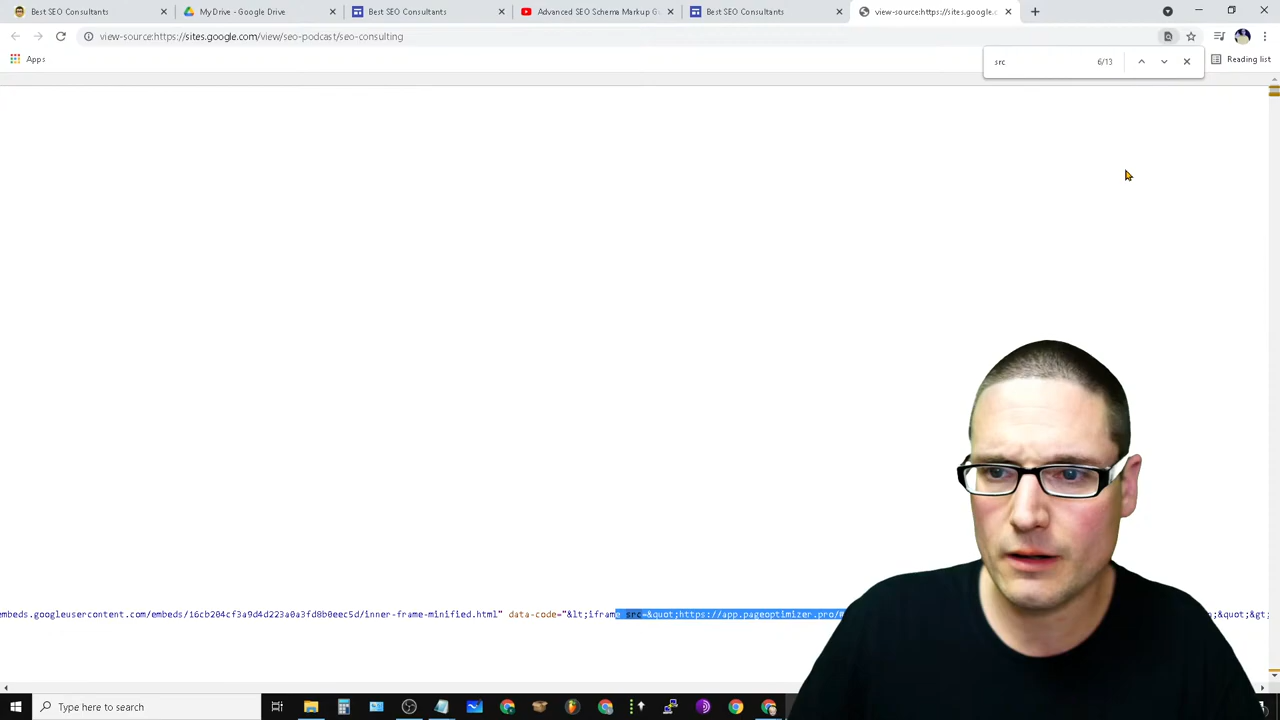 Best SEO Consultants
My Drive - Google Drive
Best SEO Consultants
Advanced SEO Schema Markup Gu
Best SEO Consultants
view-source:https://sites.google.c
view-source:https://sites.google.com/view/seo-podcast/seo-consulting
Apps
src
6/13
Reading list
embeds.googleusercontent.com/embeds/16cb204cf3a9d4d223a0a3fd8b0eec5d/inner-frame-minified.html" data-code="&lt;iframe src=&quot;https://app.pageoptimizer.pro/
;&quot;&gt;
Type here to search